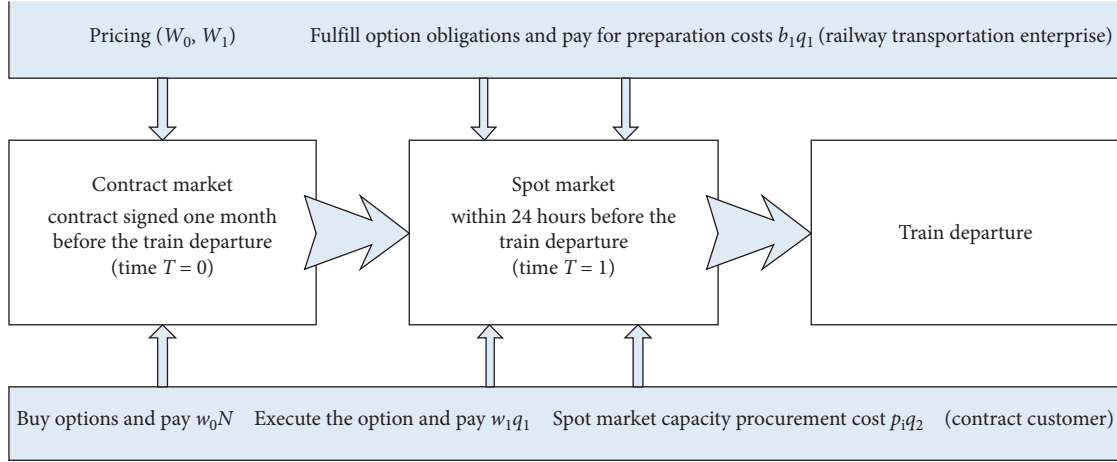 Pricing (W₀, W₁) Fulfill option obligations and pay for preparation costs b₁q₁ (railway transportation enterprise)
Contract market
contract signed one month
before the train departure
(time T = 0)
Spot market
within 24 hours before the
train departure
(time T = 1)
Train departure
Buy options and pay w₀N Execute the option and pay w₁q₁ Spot market capacity procurement cost pᵢq₂ (contract customer)